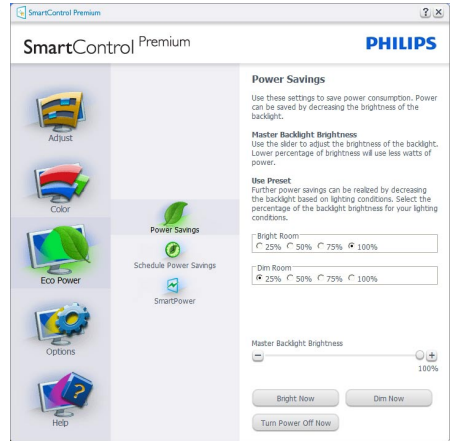 SmartControl Premium
? ×
SmartControl Premium
PHILIPS
Adjust
Color
Eco Power
Options
Help
Power Savings
Schedule Power Savings
SmartPower
Power Savings
Use these settings to save power consumption. Power
can be saved by decreasing the brightness of the
backlight.
Master Backlight Brightness
Use the slider to adjust the brightness of the backlight.
Lower percentage of brightness will use less watts of
power.
Use Preset
Further power savings can be realized by decreasing
the backlight based on lighting conditions. Select the
percentage of the backlight brightness for your lighting
conditions.
Bright Room
25% 50% 75% 100%
Dim Room
25% 50% 75% 100%
Master Backlight Brightness
100%
Bright Now Dim Now
Turn Power Off Now